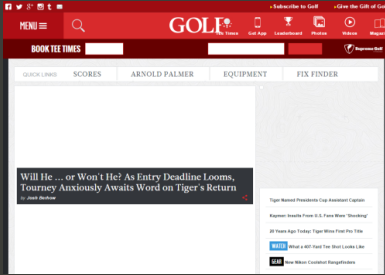 Subscribe to Golf
Give the Gift of Gol
MENU
GOLF
Tee Times
Get App
Leaderboard
Photos
Videos
Magaz
BOOK TEE TIMES
Supreme Golf
QUICK LINKS
SCORES
ARNOLD PALMER
EQUIPMENT
FIX FINDER
Will He ... or Won't He? As Entry Deadline Looms,
Tourney Anxiously Awaits Word on Tiger's Return
by Josh Berhow
Tiger Named Presidents Cup Assistant Captain
Kaymer: Insults From U.S. Fans Were 'Shocking'
20 Years Ago Today: Tiger Wins First Pro Title
WATCH What a 407-Yard Tee Shot Looks Like
GEAR New Nikon Coolshot Rangefinders